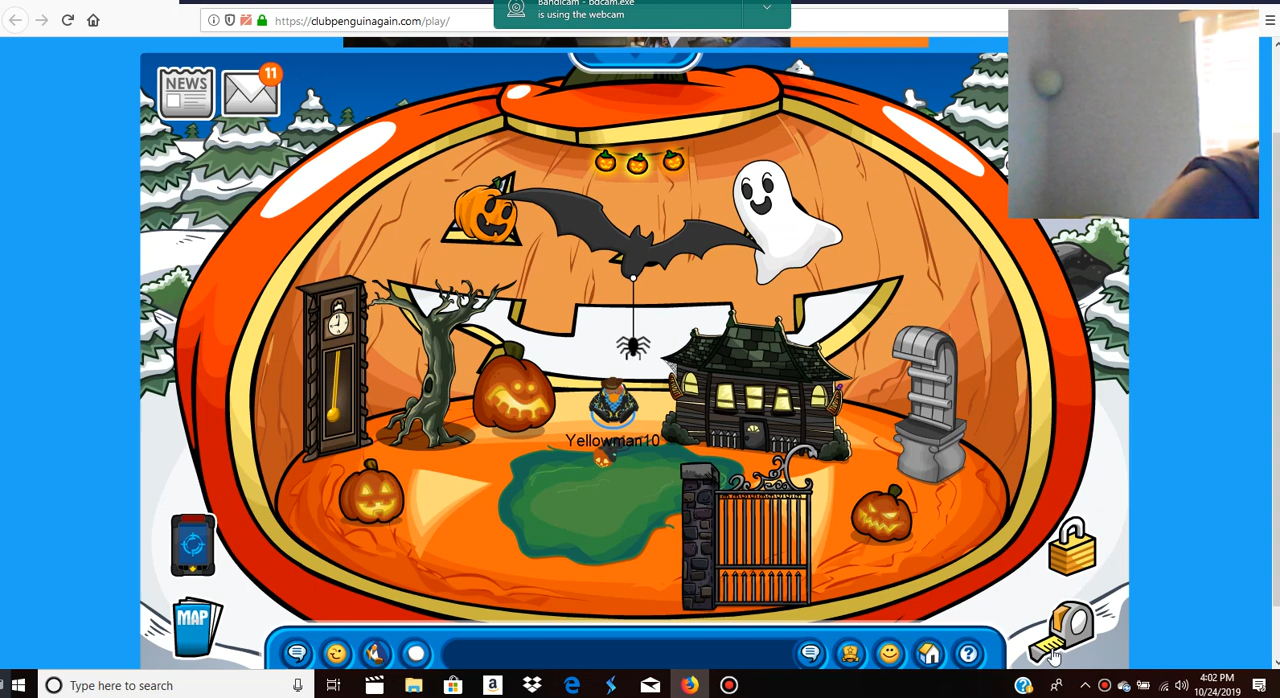 Bandicam - bdcam.exe
is using the webcam
https://clubpenguinagain.com/play/
NEWS
11
Yellowman10
MAP
?
Type here to search
a
e
?
4:02 PM
10/24/2019